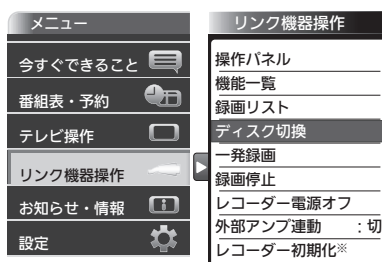 メニュー
今すぐできること
番組表・予約
テレビ操作
リンク機器操作
お知らせ・情報
設定
リンク機器操作
操作パネル
機能一覧
録画リスト
ディスク切換
一発録画
録画停止
レコーダー電源オフ
外部アンプ連動 :切
レコーダー初期化※